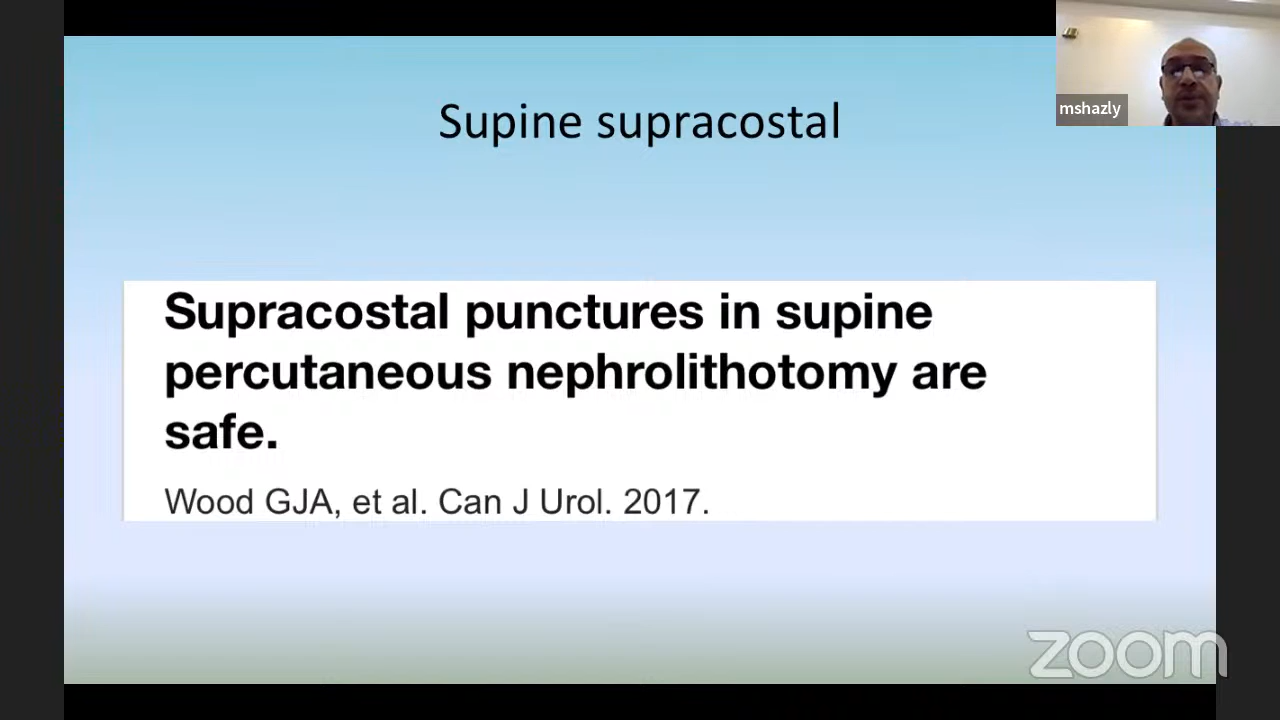 mshazly
Supine supracostal
Supracostal punctures in supine
percutaneous nephrolithotomy are
safe.
Wood GJA, et al. Can J Urol. 2017.
zoom